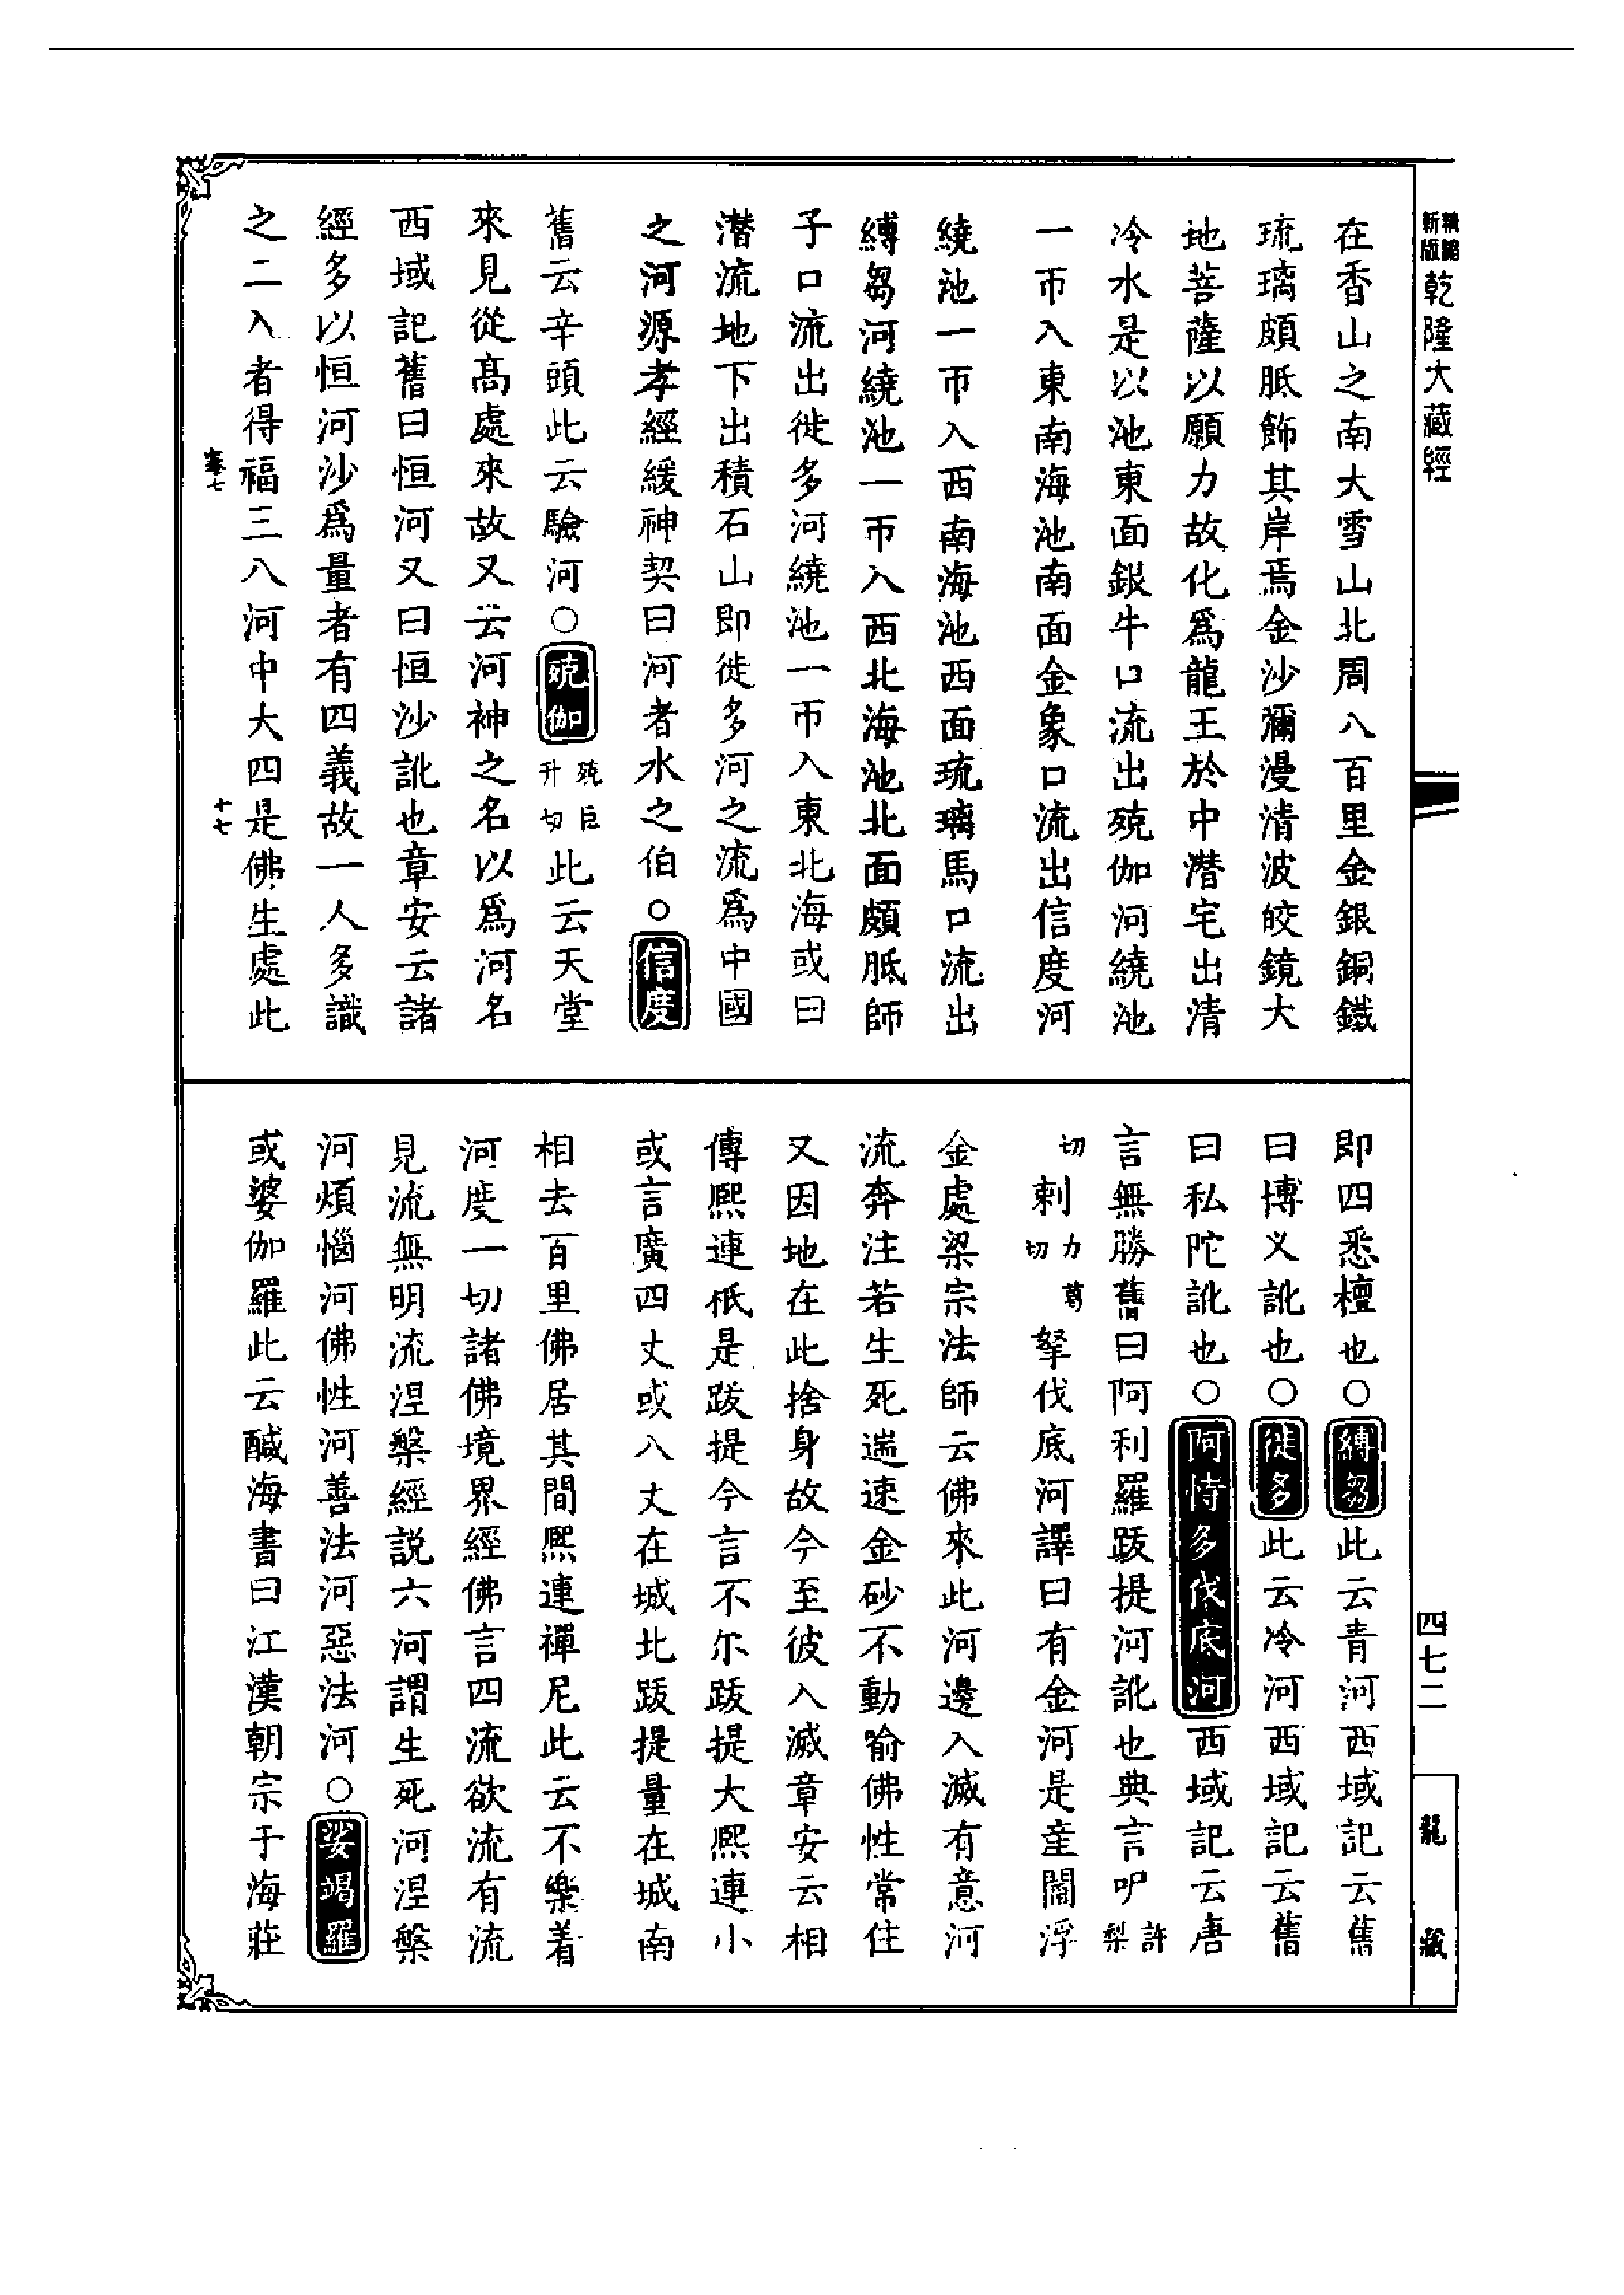 新編
新版
乾隆大藏經
四七二
龍藏
在香山之南大雪山北周八百里金銀銅鐵
琉璃頗胝飾其岸焉金沙彌漫清波皎鏡大
地菩薩以願力故化為龍王於中潛宅出清
冷水是以池東面銀牛口流出殑伽河繞池
一帀入東南海池南面金象口流出信度河
繞池一帀入西南海池西面琉璃馬口流出
縛芻河繞池一帀入西北海池北面頗胝師
子口流出徙多河繞池一帀入東北海或曰
潛流地下出積石山即徙多河之流為中國
之河源孝經緩神契曰河者水之伯○信度
舊云辛頭此云驗河○殑伽殑巨升切此云天堂
來見從高處來故又云河神之名以為河名
西域記舊曰恒河又曰恒沙訛也章安云諸
經多以恒河沙為量者有四義故一人多識
之二入者得福三八河中大四是佛生處此
卷七
十七
即四悉檀也○縛芻此云青河西域記云舊
曰博义訛也○徙多此云冷河西域記云舊
曰私陀訛也○阿恃多伐底河西域記云唐
言無勝舊曰阿利羅跋提河訛也典言呬許梨
切剌力葛切拏伐底河譯曰有金河是產閻浮
金處梁宗法師云佛來此河邊入滅有意河
流奔注若生死遄速金砂不動喻佛性常住
又因地在此捨身故今至彼入滅章安云相
傳熙連祇是跋提今言不尔跋提大熙連小
或言廣四丈或八丈在城北跋提量在城南
相去百里佛居其間熙連禪尼此云不樂着
河度一切諸佛境界經佛言四流欲流有流
見流無明流涅槃經說六河謂生死河涅槃
河煩惱河佛性河善法河惡法河○娑竭羅
或婆伽羅此云鹹海書曰江漢朝宗于海莊